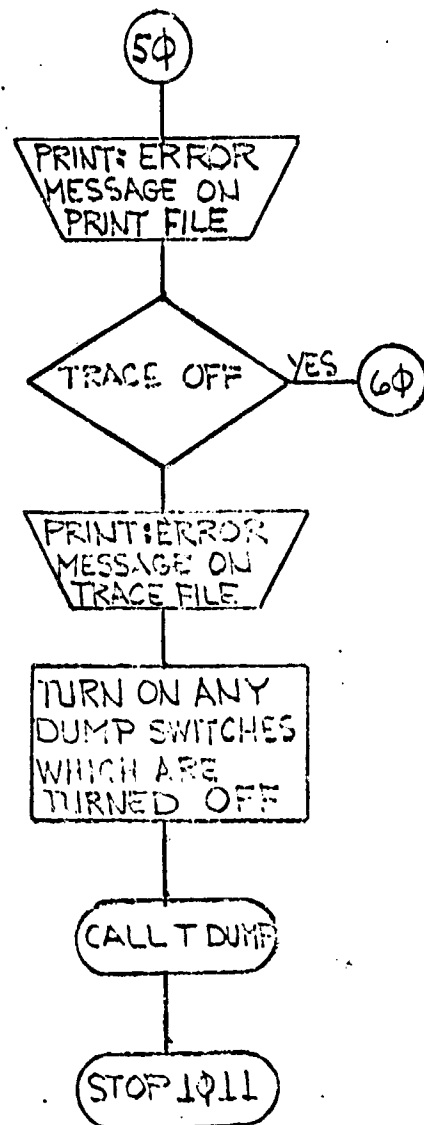 5φ
PRINT: ERROR
MESSAGE ON
PRINT FILE
TRACE OFF
YES
6φ
PRINT: ERROR
MESSAGE ON
TRACE FILE
TURN ON ANY
DUMP SWITCHES
WHICH ARE
TURNED OFF
CALL T DUMP
STOP 1φ11